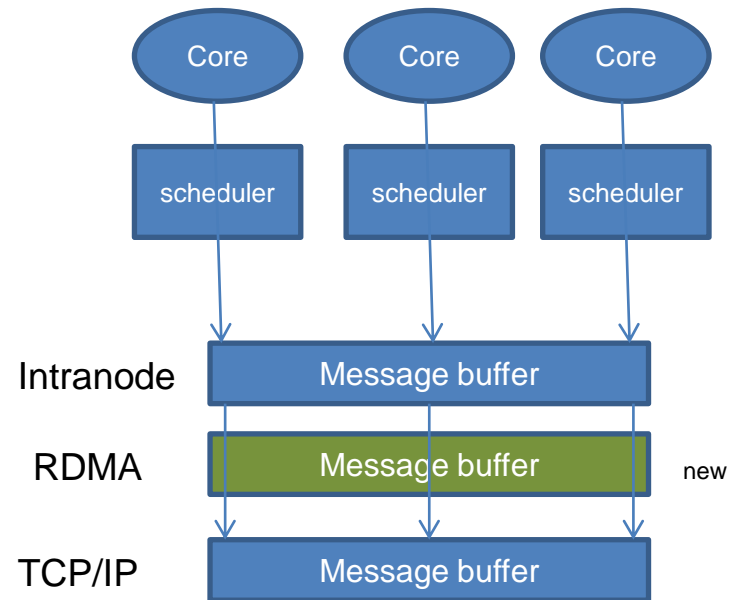 Core Core Core
scheduler scheduler scheduler
Intranode Message buffer
RDMA Message buffer new
TCP/IP Message buffer